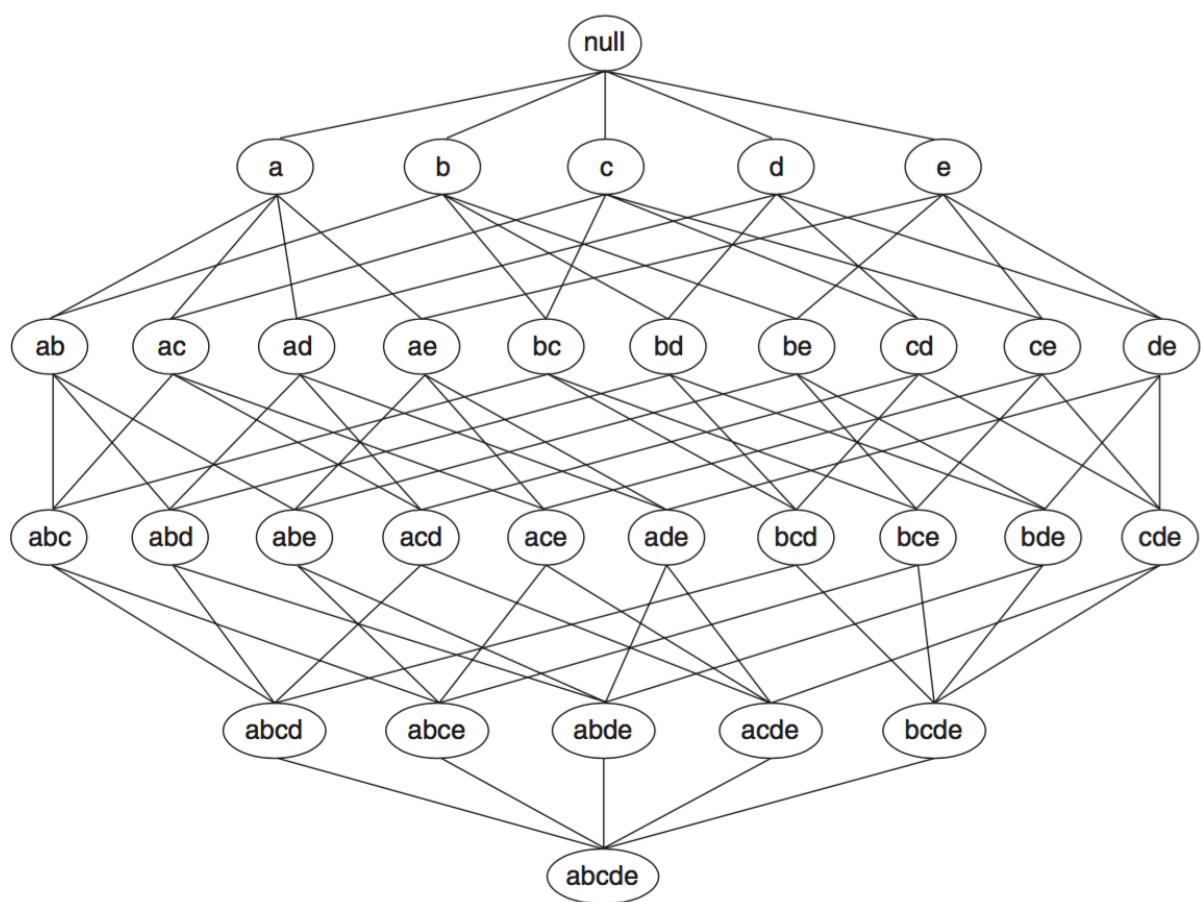 null
a b c d e
ab ac ad ae bc bd be cd ce de
abc abd abe acd ace ade bcd bce bde cde
abcd abce abde acde bcde
abcde